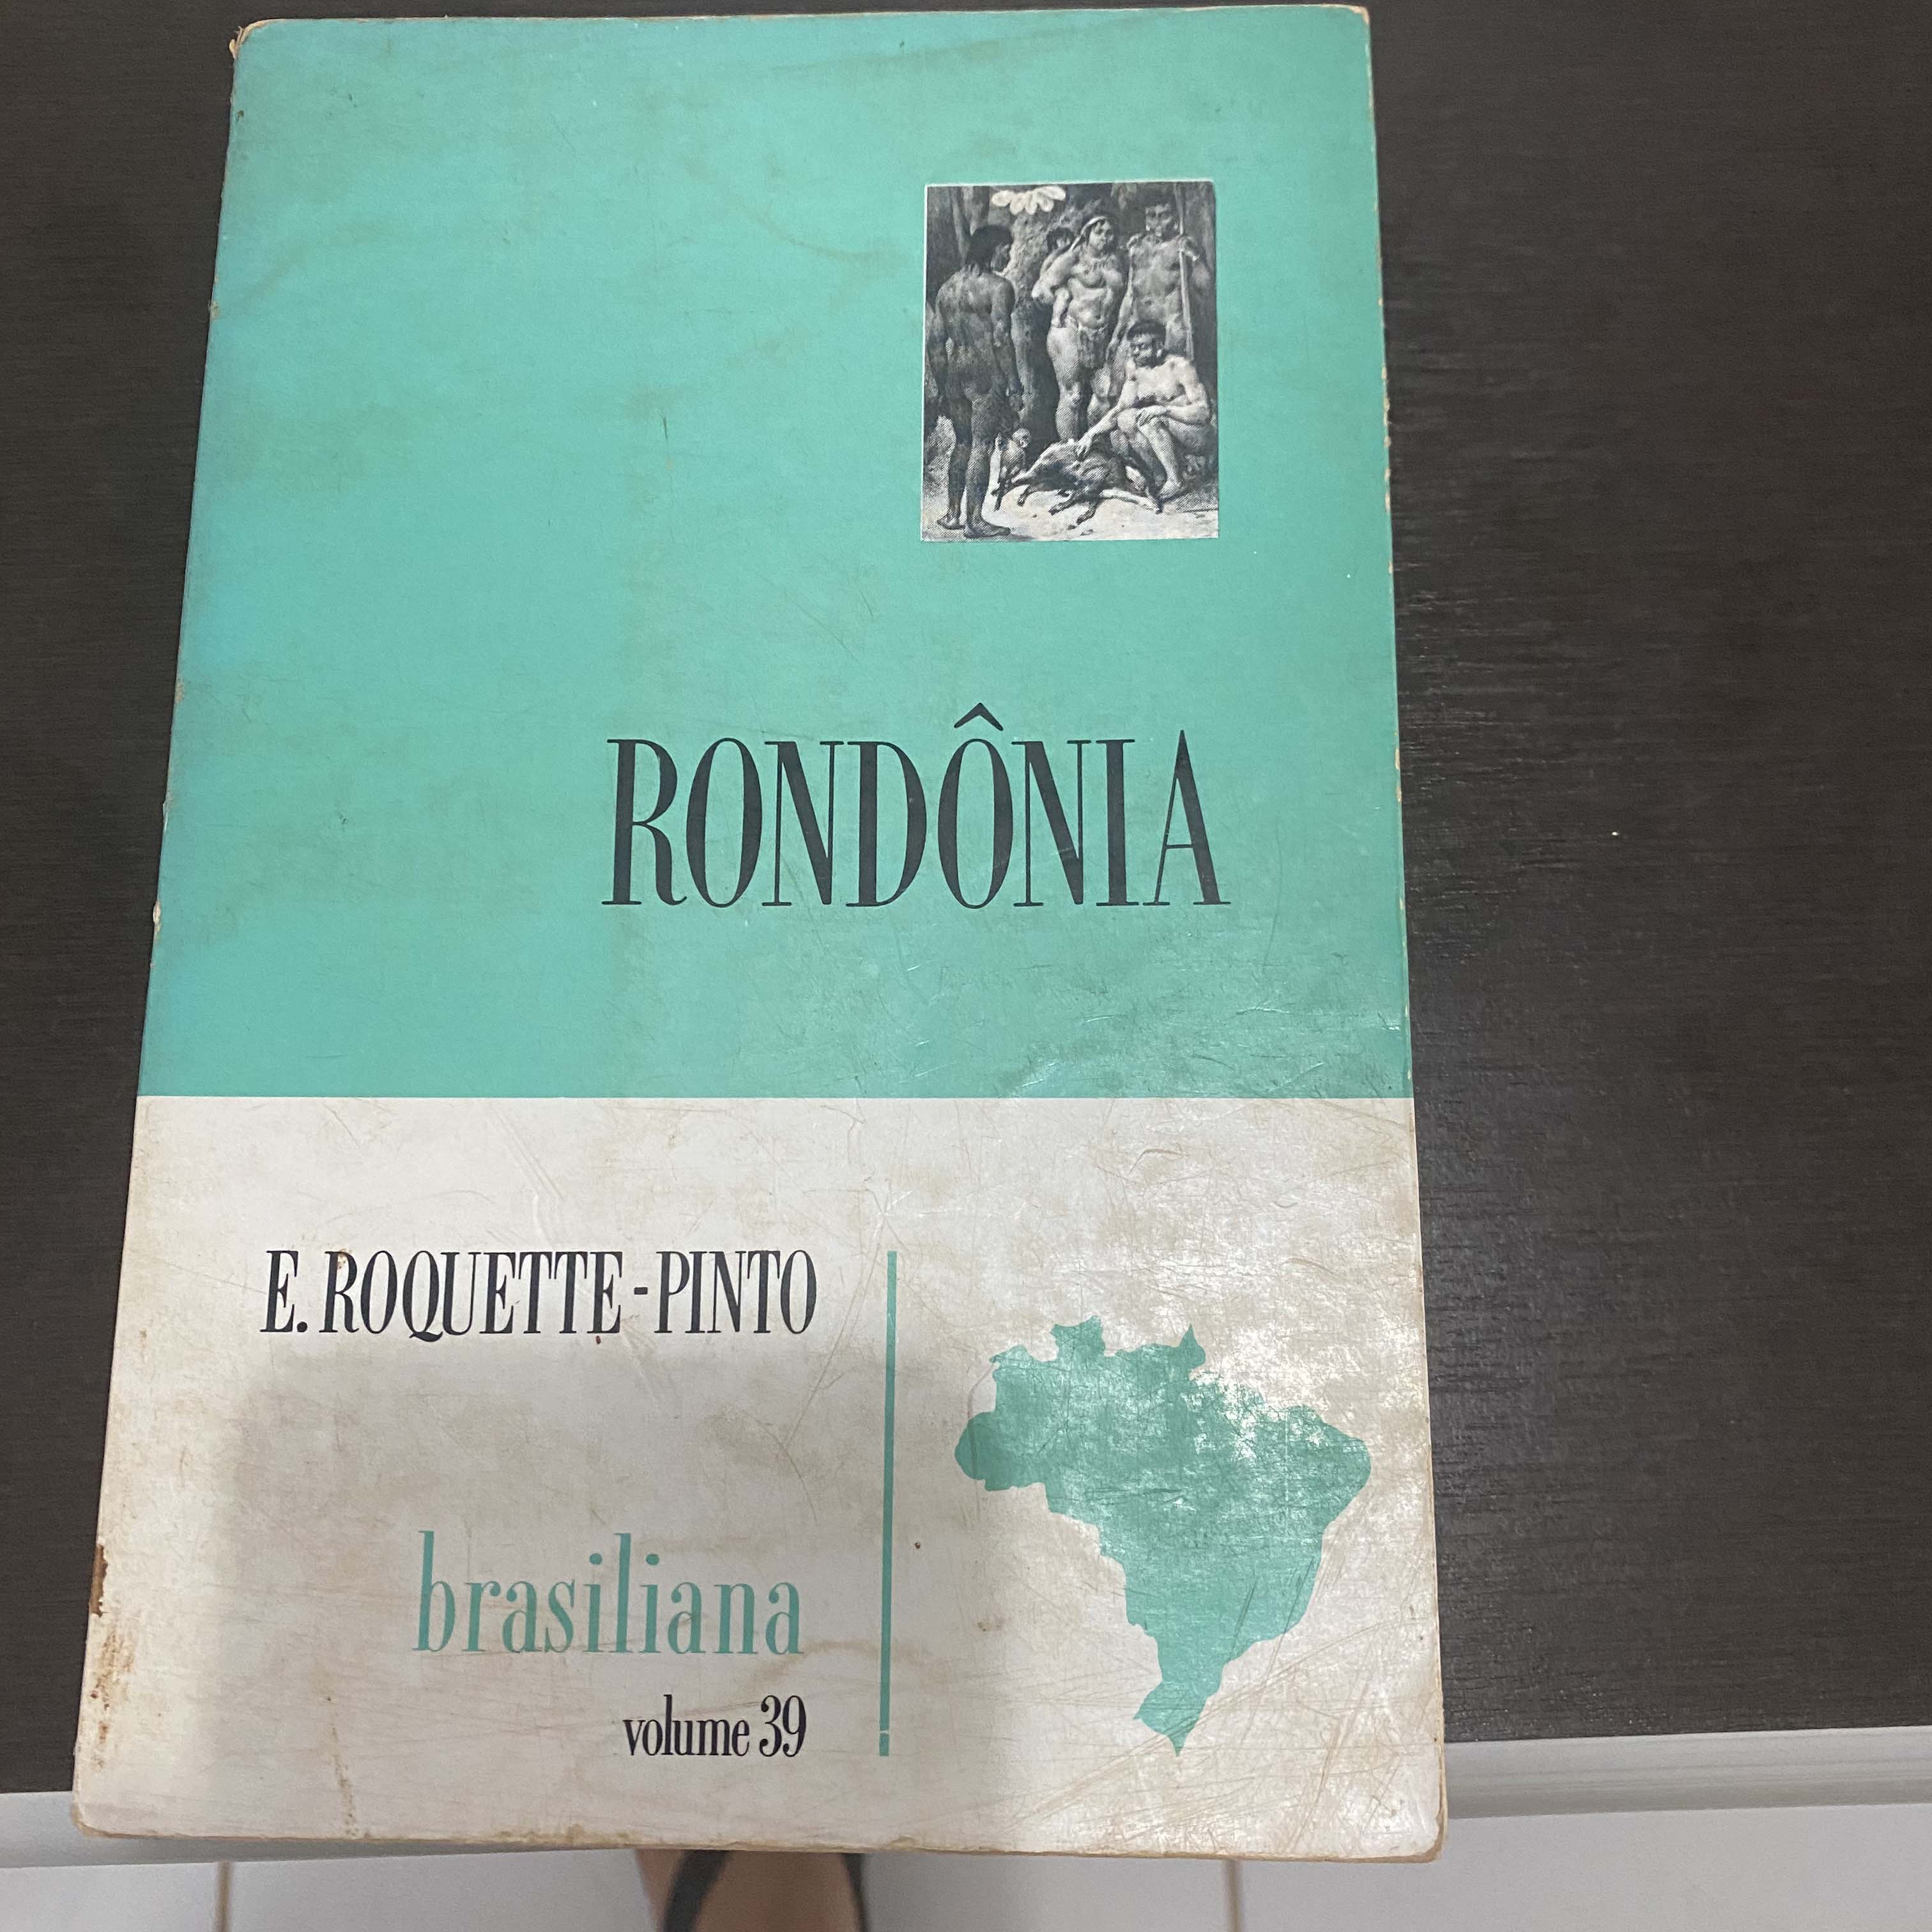 RONDÔNIA
E. ROQUETTE-PINTO
brasiliana
volume 39